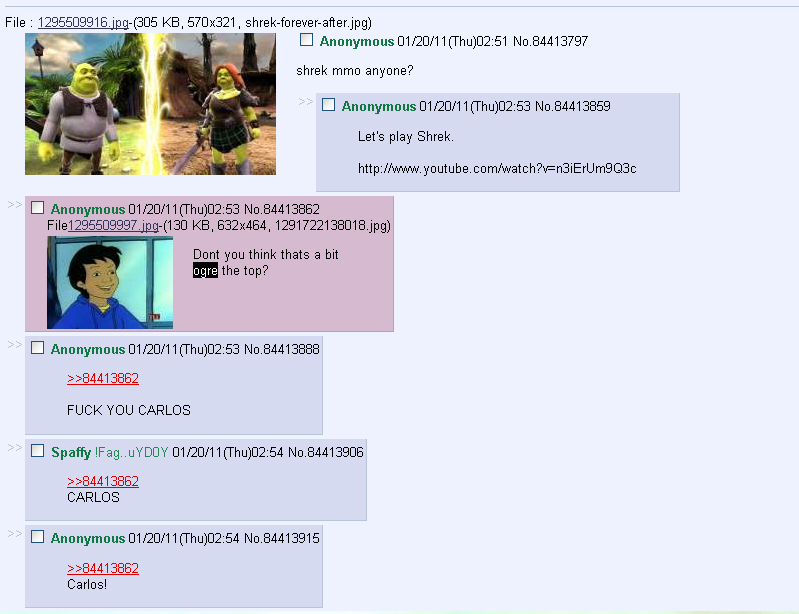 File : 1295509916.jpg-(305 KB, 570x321, shrek-forever-after.jpg)
Anonymous 01/20/11(Thu)02:51 No.84413797
shrek mmo anyone?
>> Anonymous 01/20/11(Thu)02:53 No.84413859
Let's play Shrek.
http://www.youtube.com/watch?v=n3iErUm9Q3c
>> Anonymous 01/20/11(Thu)02:53 No.84413862
File1295509997.jpg-(130 KB, 632x464, 1291722138018.jpg)
Dont you think thats a bit
ogre the top?
>> Anonymous 01/20/11(Thu)02:53 No.84413888
>>84413862
FUCK YOU CARLOS
>> Spaffy !Fag..uYD0Y 01/20/11(Thu)02:54 No.84413906
>>84413862
CARLOS
>> Anonymous 01/20/11(Thu)02:54 No.84413915
>>84413862
Carlos!